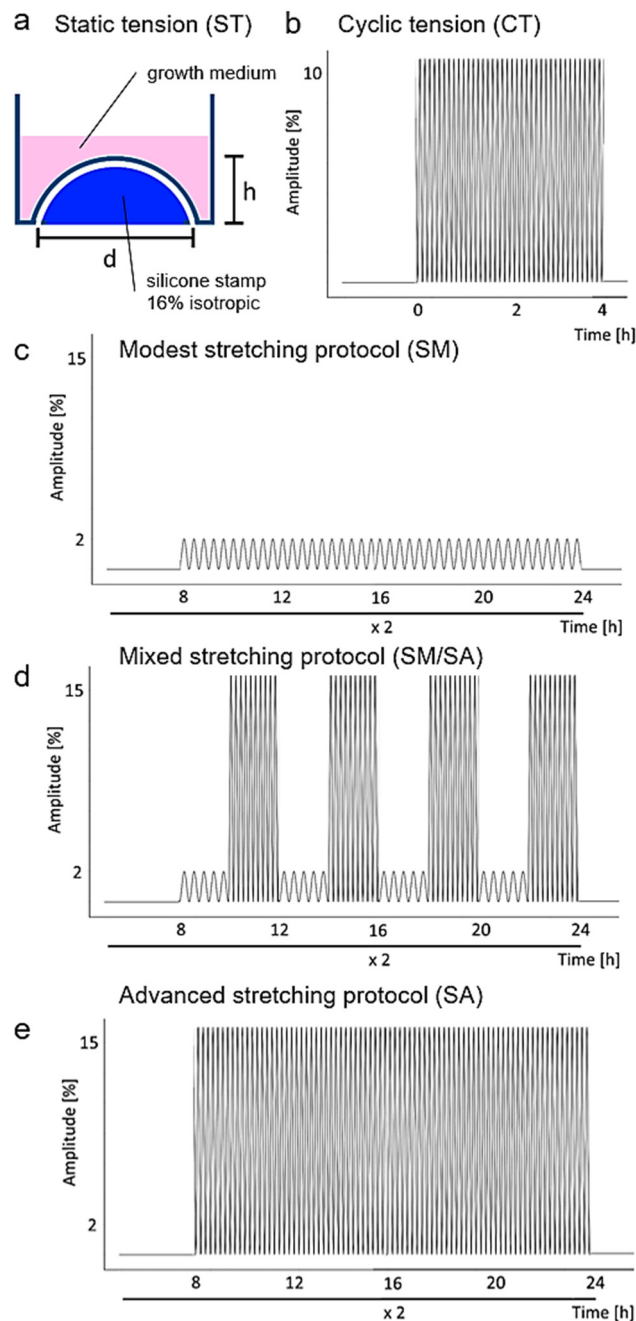 a Static tension (ST)
growth medium
h
d
silicone stamp
16% isotropic
b Cyclic tension (CT)
10
Amplitude [%]
0 2 4
Time [h]
c Modest stretching protocol (SM)
15
Amplitude [%]
2
8 12 16 20 24
x 2 Time [h]
d Mixed stretching protocol (SM/SA)
15
Amplitude [%]
2
8 12 16 20 24
x 2 Time [h]
Advanced stretching protocol (SA)
e
15
Amplitude [%]
2
8 12 16 20 24
x 2 Time [h]